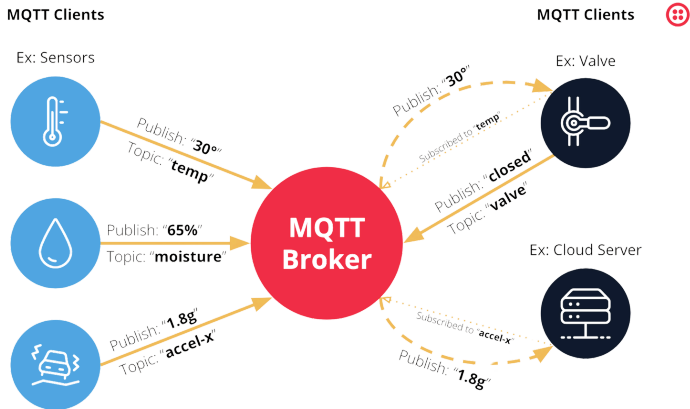 MQTT Clients
MQTT Clients
Ex: Sensors
Ex: Valve
Publish: “30°”
Topic: “temp”
Publish: “30°”
Subscribed to “temp”
Publish: “closed”
Topic: “valve”
Publish: “65%”
Topic: “moisture”
MQTT
Broker
Ex: Cloud Server
Publish: “1.8g”
Topic: “accel-x”
Subscribed to “accel-x”
Publish: “1.8g”